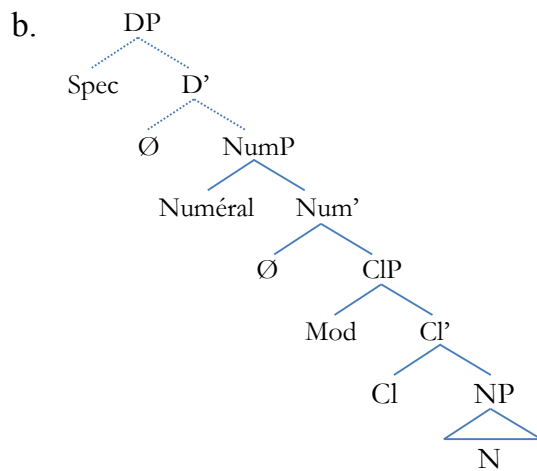 b. DP
Spec D’
Ø NumP
Numéral Num’
Ø ClP
Mod Cl’
Cl NP
N